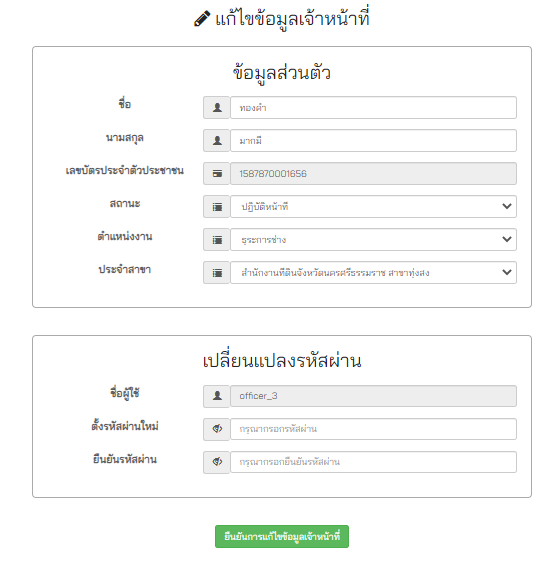 แก้ไขข้อมูลเจ้าหน้าที่
ข้อมูลส่วนตัว
ชื่อ ทองคำ
นามสกุล มากมี
เลขบัตรประจำตัวประชาชน 1587870001656
สถานะ ปฏิบัติหน้าที่
ตำแหน่งงาน ธุระการช่าง
ประจำสาขา สำนักงานที่ดินจังหวัดนครศรีธรรมราช สาขาทุ่งสง
เปลี่ยนแปลงรหัสผ่าน
ชื่อผู้ใช้ officer_3
ตั้งรหัสผ่านใหม่ กรุณากรอกรหัสผ่าน
ยืนยันรหัสผ่าน กรุณากรอกยืนยันรหัสผ่าน
ยืนยันการแก้ไขข้อมูลเจ้าหน้าที่